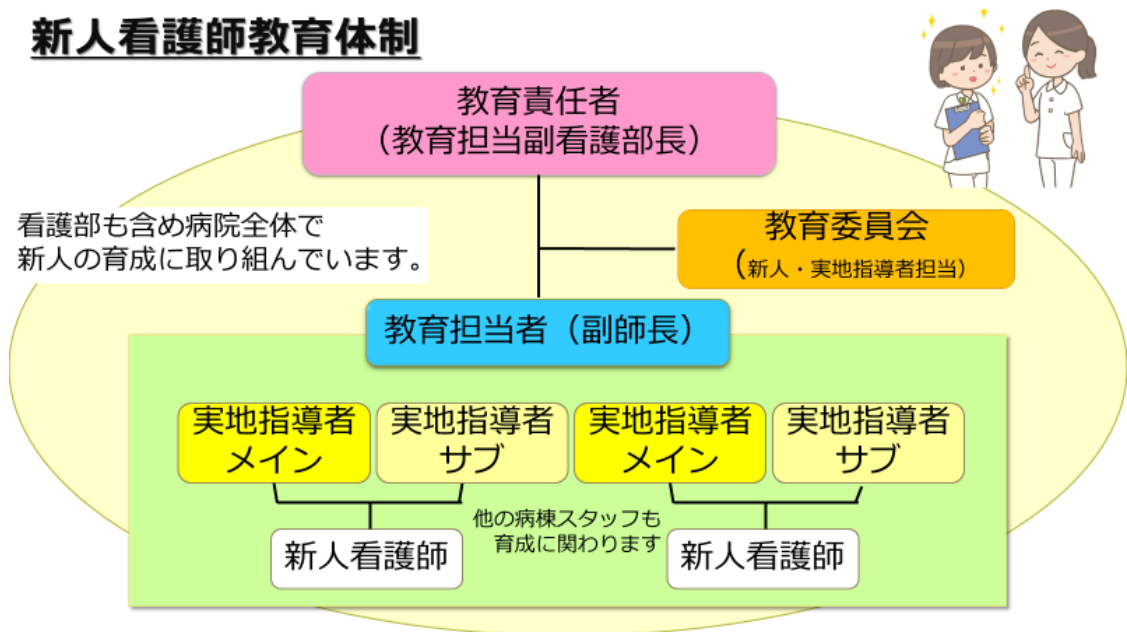 新人看護師教育体制
教育責任者
（教育担当副看護部長）
看護部も含め病院全体で
新人の育成に取り組んでいます。
教育委員会
（新人・実地指導者担当）
教育担当者（副師長）
実地指導者
メイン
実地指導者
サブ
実地指導者
メイン
実地指導者
サブ
他の病棟スタッフも
育成に関わります
新人看護師
新人看護師